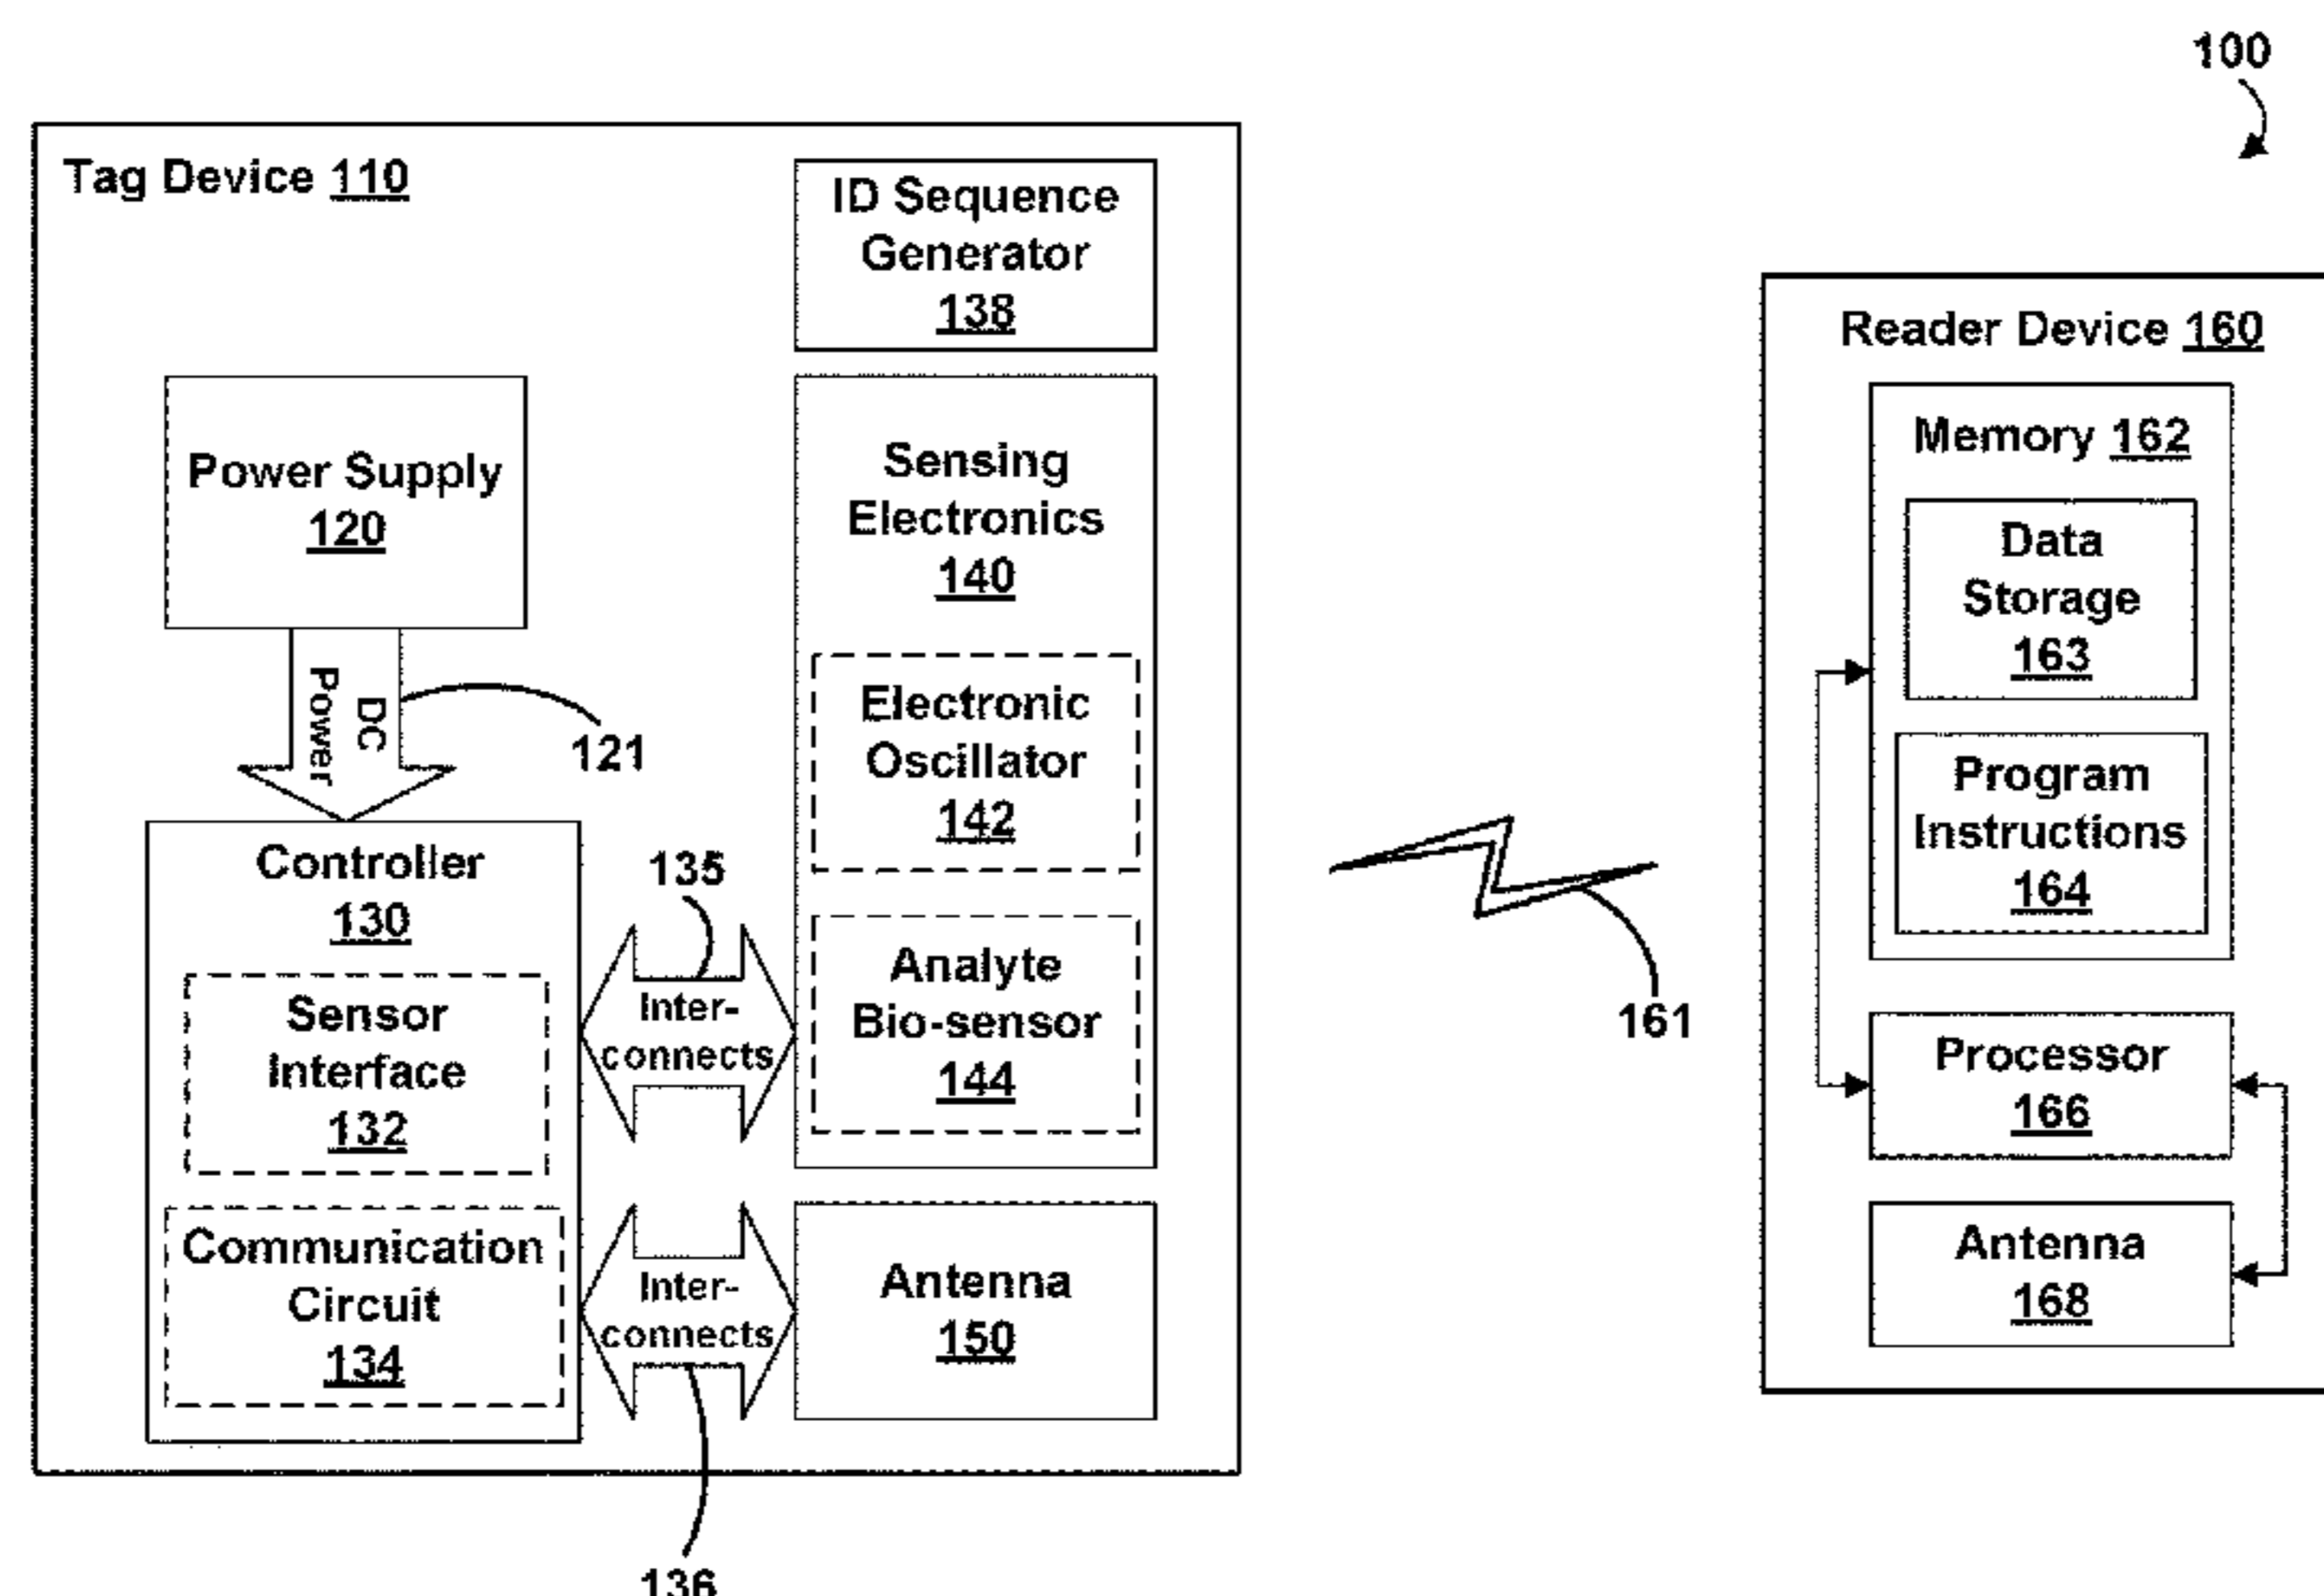 100
Tag Device 110
ID Sequence
Generator
138
Power Supply
120
DC
Power
121
Sensing
Electronics
140
Electronic
Oscillator
142
Analyte
Bio-sensor
144
Controller
130
Sensor
Interface
132
Communication
Circuit
134
135
Inter-
connects
Inter-
connects
136
Antenna
150
161
Reader Device 160
Memory 162
Data
Storage
163
Program
Instructions
164
Processor
166
Antenna
168